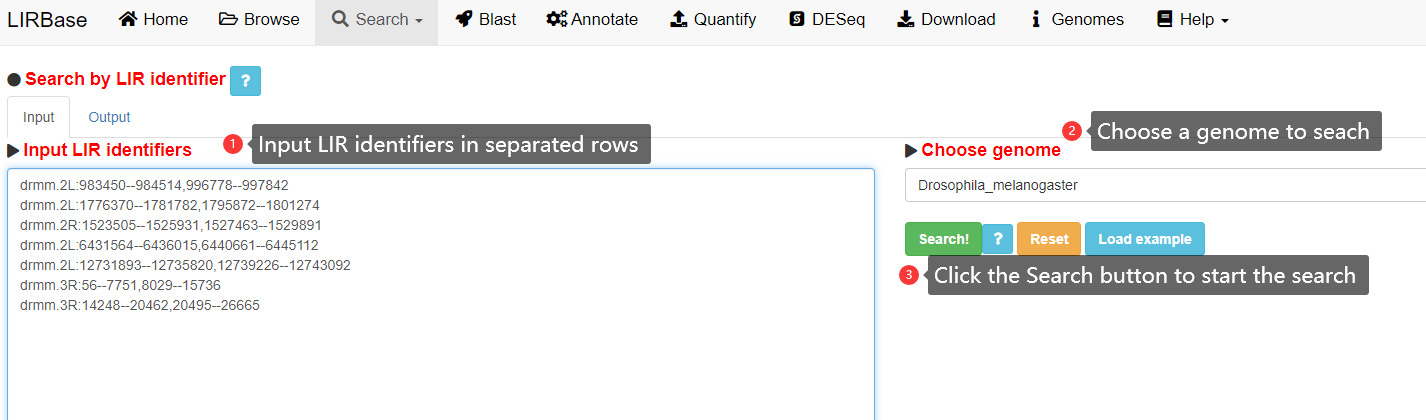 LIRBase Home Browse Search Blast Annotate Quantify DESeq Download Genomes Help
Search by LIR identifier ?
Input Output
1 Input LIR identifiers in separated rows
2 Choose a genome to seach
Input LIR identifiers
Choose genome
drmm.2L:983450--984514,996778--997842
drmm.2L:1776370--1781782,1795872--1801274
drmm.2R:1523505--1525931,1527463--1529891
drmm.2L:6431564--6436015,6440661--6445112
drmm.2L:12731893--12735820,12739226--12743092
drmm.3R:56--7751,8029--15736
drmm.3R:14248--20462,20495--26665
Drosophila_melanogaster
Search! ? Reset Load example
3 Click the Search button to start the search